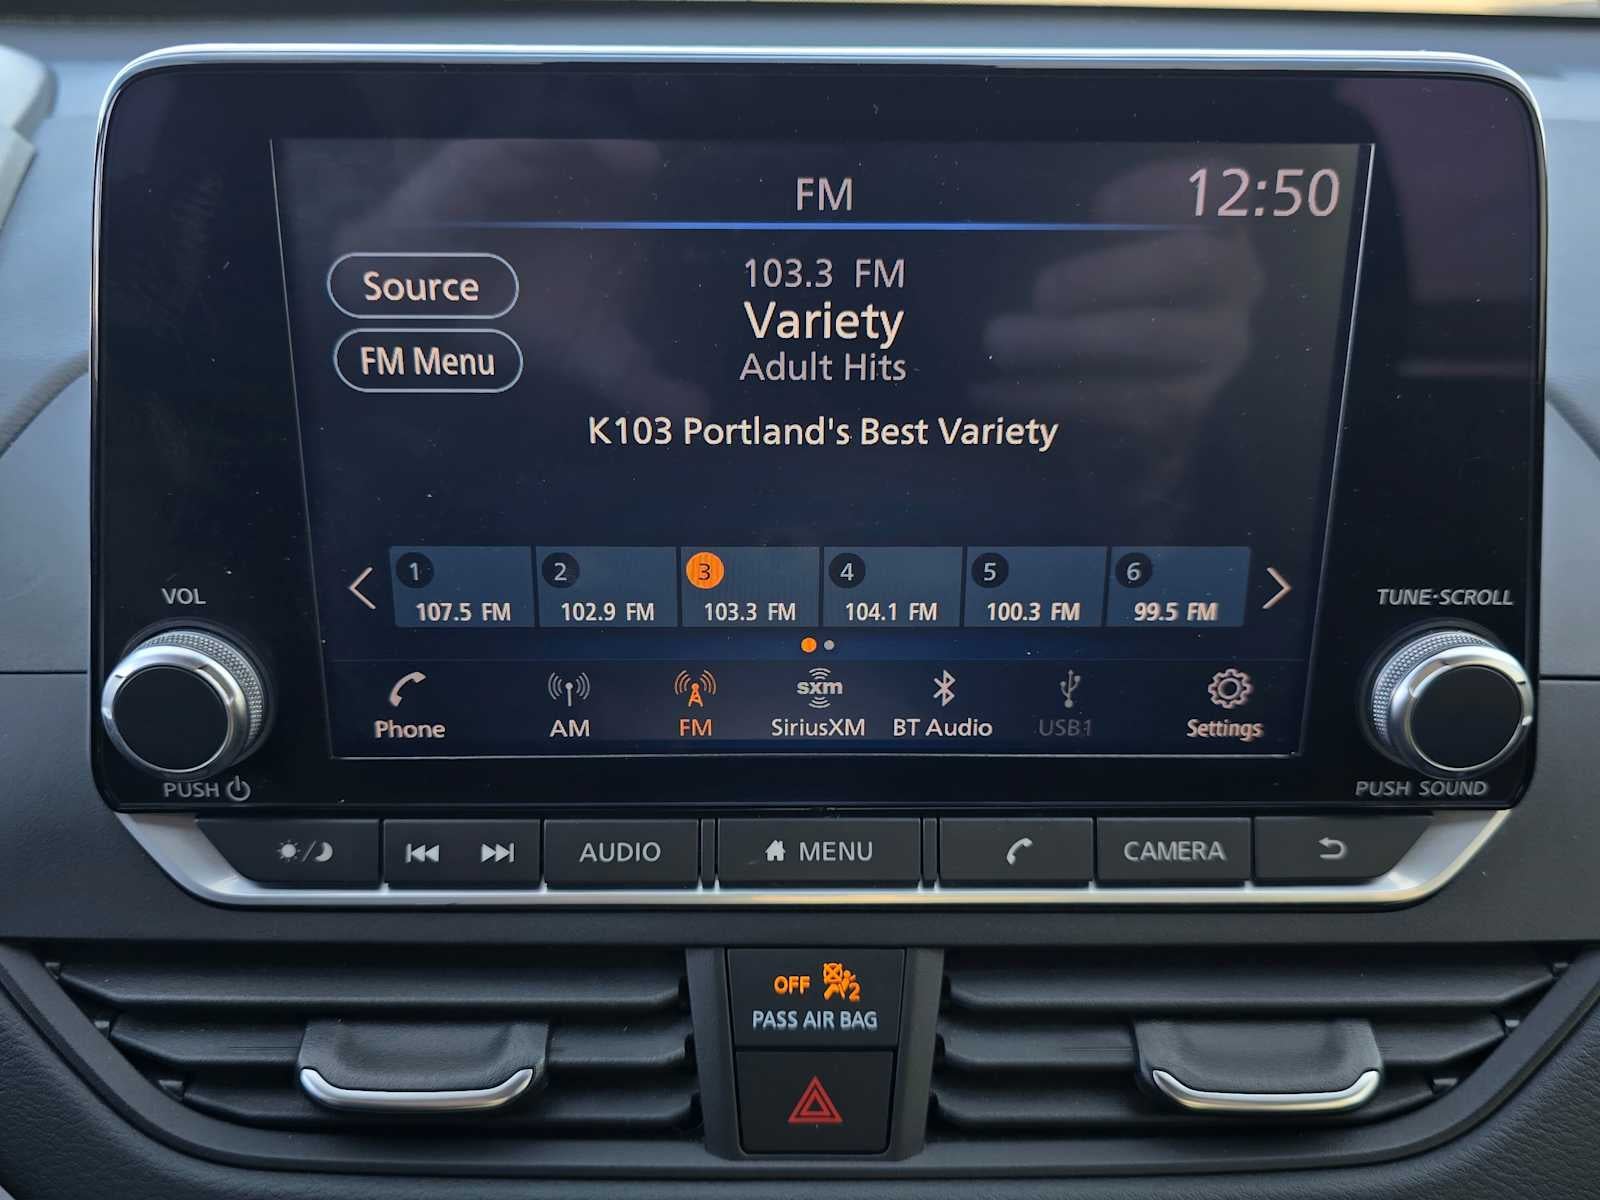 FM
12:50
Source
FM Menu
103.3 FM
Variety
Adult Hits
K103 Portland's Best Variety
1 2 3 4 5 6
107.5 FM 102.9 FM 103.3 FM 104.1 FM 100.3 FM 99.5 FM
sxm
Phone AM FM SiriusXM BT Audio USB1 Settings
VOL
PUSH
TUNE·SCROLL
PUSH SOUND
AUDIO MENU CAMERA
OFF 2
PASS AIR BAG